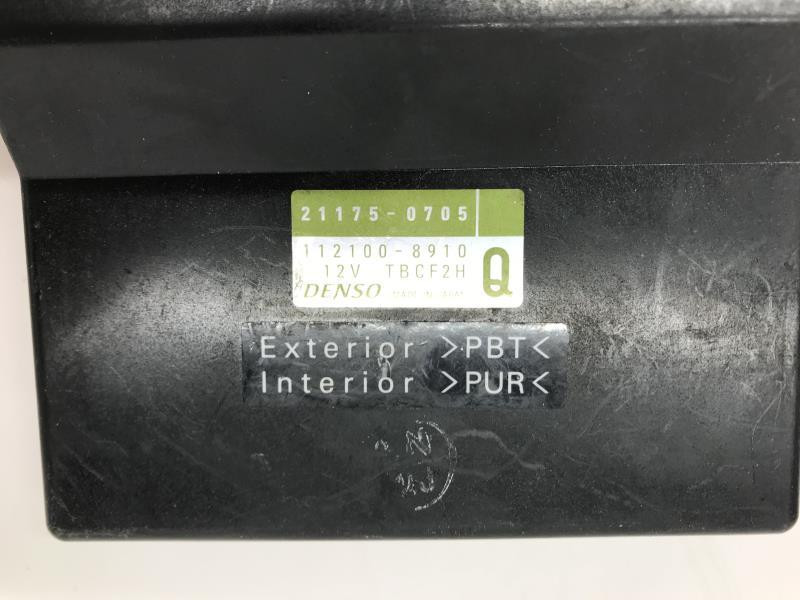 21175-0705
112100-8910
12V TBCF2H
Q
DENSO MADE IN JAPAN
Exterior >PBT<
Interior >PUR<